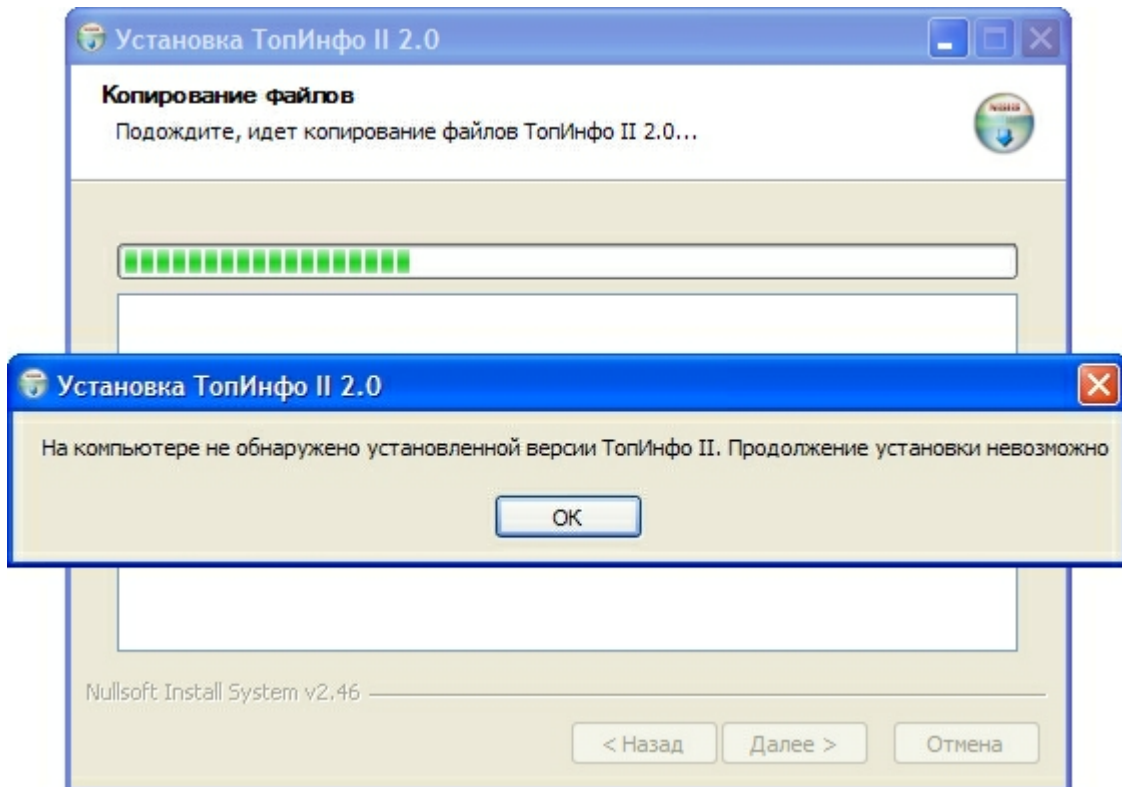 Установка ТопИнфо II 2.0
Копирование файлов
Подождите, идет копирование файлов ТопИнфо II 2.0...
Установка ТопИнфо II 2.0
На компьютере не обнаружено установленной версии ТопИнфо II. Продолжение установки невозможно
OK
Nullsoft Install System v2.46
< Назад
Далее >
Отмена